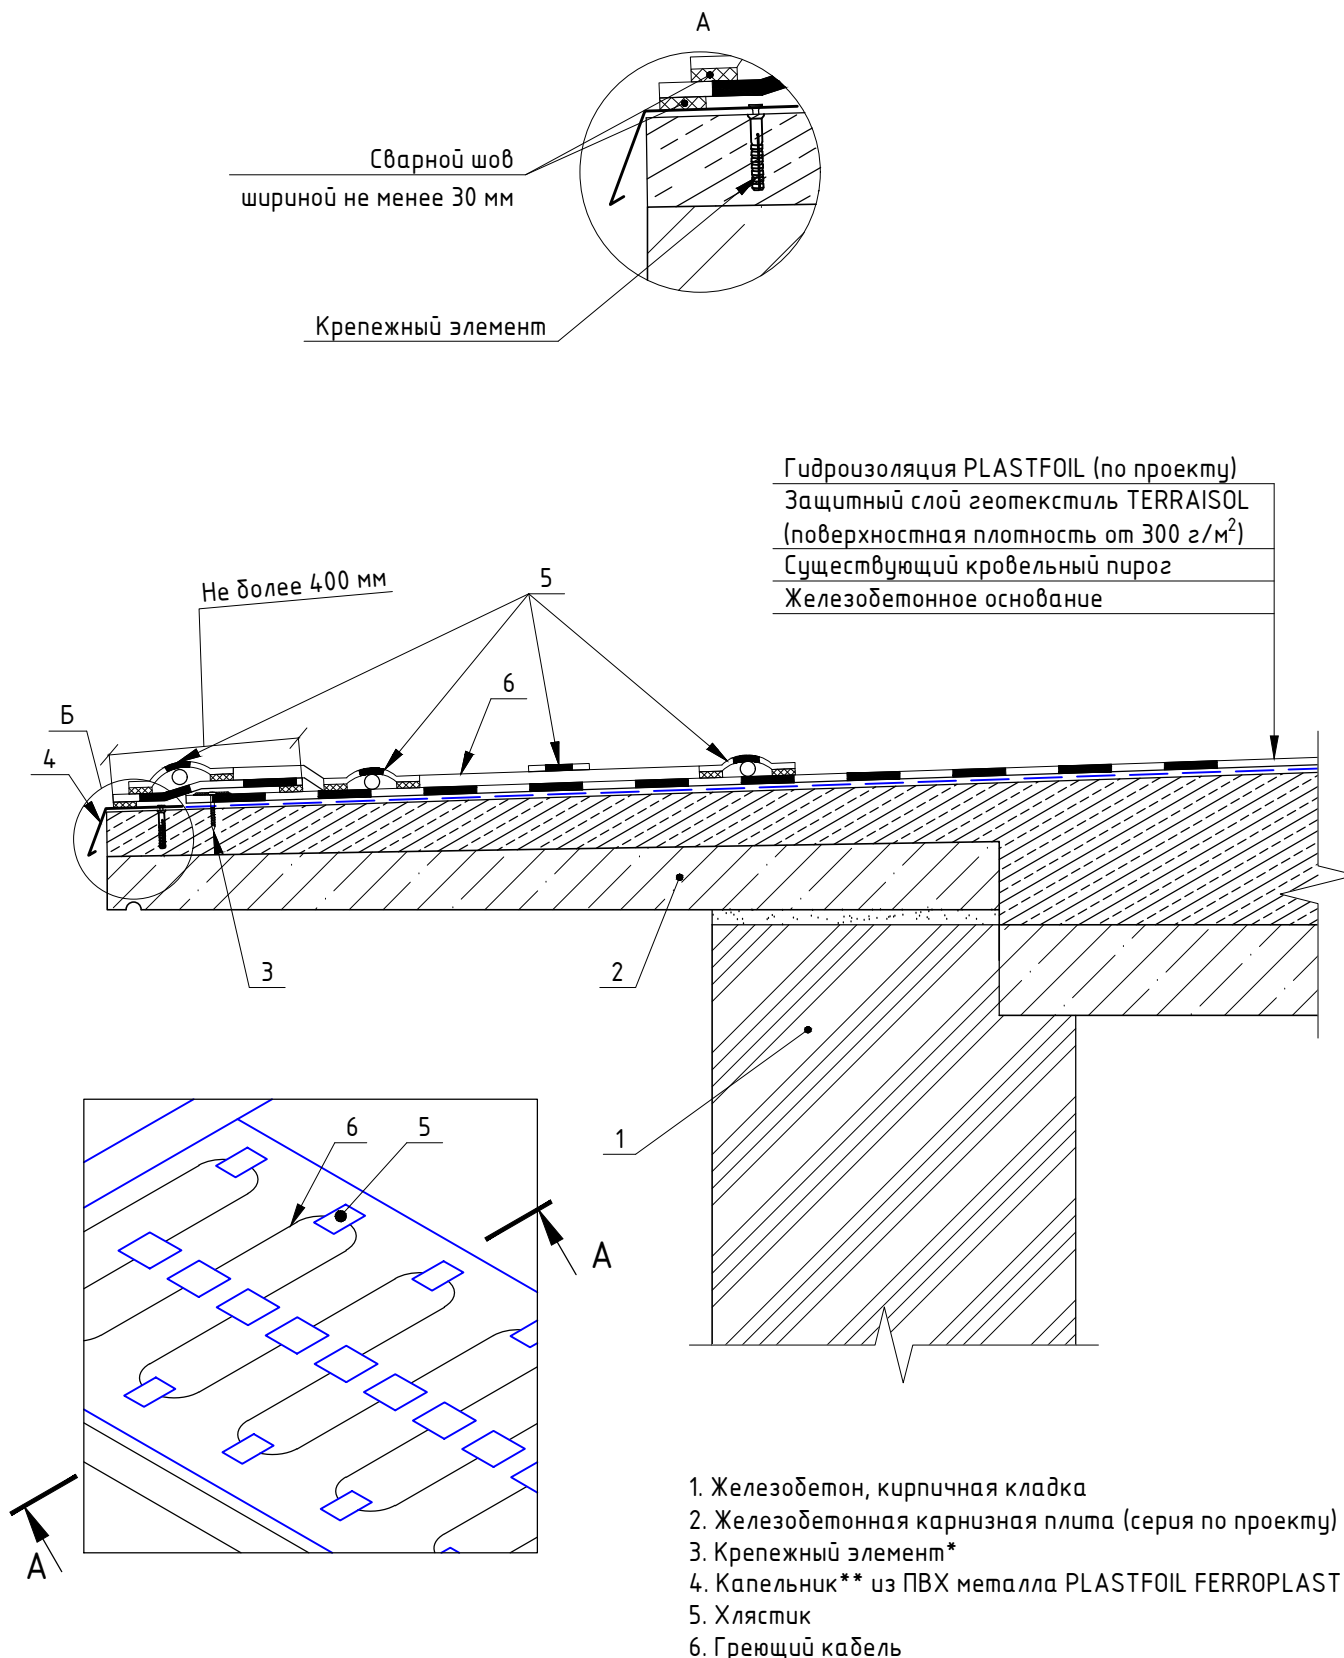 А
Сварной шов
шириной не менее 30 мм
Крепежный элемент
Гидроизоляция PLASTFOIL (по проекту)
Защитный слой геотекстиль TERRAISOL
(поверхностная плотность от 300 г/м²)
Существующий кровельный пирог
Железобетонное основание
Не более 400 мм
5
6
Б
4
3
2
1
6
5
А
А
1. Железобетон, кирпичная кладка
2. Железобетонная карнизная плита (серия по проекту)
3. Крепежный элемент*
4. Капельник** из ПВХ металла PLASTFOIL FERROPLAST
5. Хлястик
6. Греющий кабель